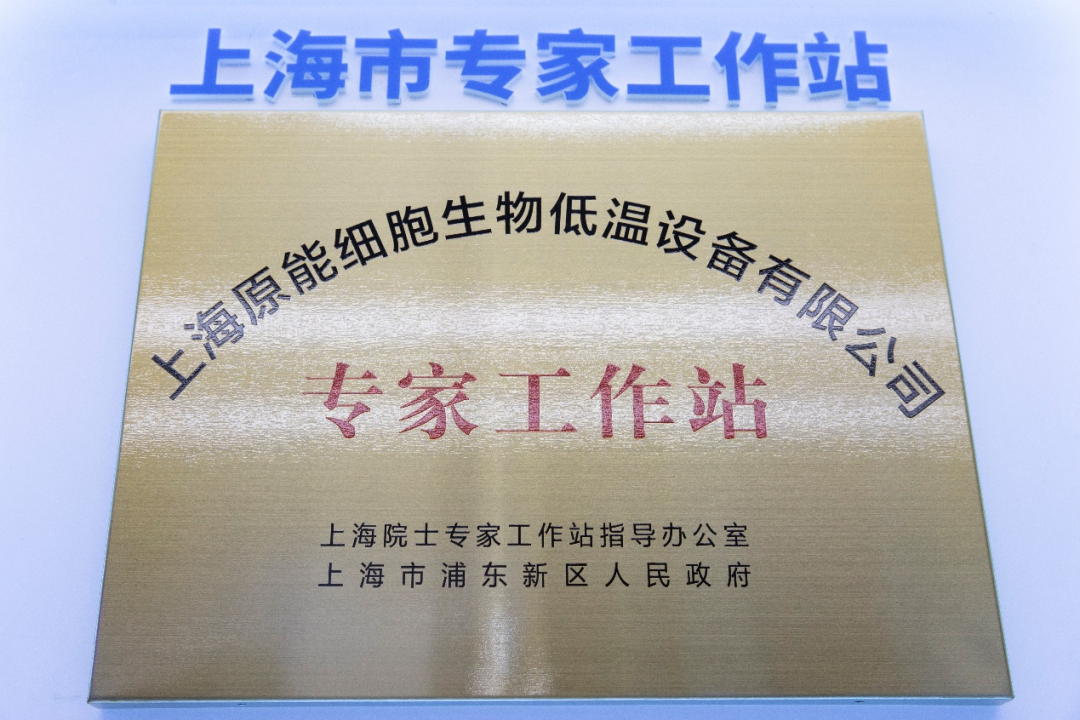 上海市专家工作站
上海原能细胞生物低温设备有限公司
专家工作站
上海院士专家工作站指导办公室
上海市浦东新区人民政府